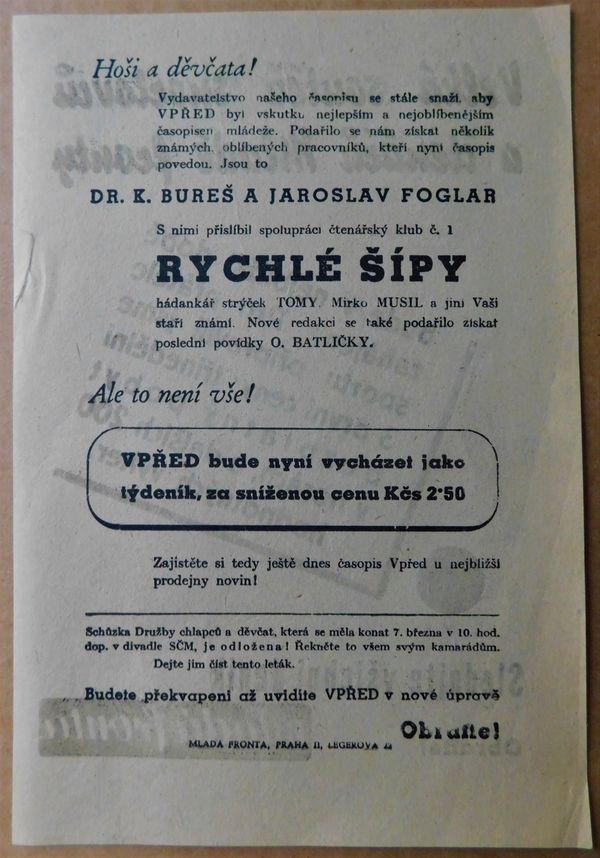 Hoši a děvčata!
Vydavatelstvo našeho časopisu se stále snaží, aby
VPŘED byl vskutku nejlepším a nejoblíbenějším
časopisem mládeže. Podařilo se nám získat několik
známých, oblíbených pracovníků, kteří nyní časopis
povedou. Jsou to
DR. K. BUREŠ A JAROSLAV FOGLAR
S nimi přislíbil spolupráci čtenářský klub č. 1
RYCHLÉ ŠÍPY
hádankář strýček TOMY, Mirko MUSIL a jiní Vaši
staří známí. Nové redakci se také podařilo získat
poslední povídky O. BATLIČKY.
Ale to není vše!
VPŘED bude nyní vycházet jako
týdeník, za sníženou cenu Kčs 2·50
Zajistěte si tedy ještě dnes časopis Vpřed u nejbližší
prodejny novin!
Schůzka Družby chlapců a děvčat, která se měla konat 7. března v 10. hod.
dop. v divadle SČM, je odložena! Řekněte to všem svým kamarádům.
Dejte jim číst tento leták.
Budete překvapeni až uvidíte VPŘED v nové úpravě
Obraťte!
MLADÁ FRONTA, PRAHA II, LEGEROVA